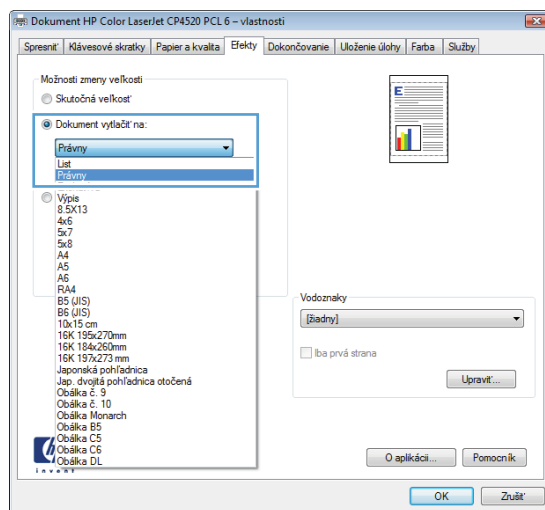 Dokument HP Color LaserJet CP4520 PCL 6 – vlastnosti
Spresniť Klávesové skratky Papier a kvalita Efekty Dokončovanie Uloženie úlohy Farba Služby
Možnosti zmeny veľkosti
Skutočná veľkosť
Dokument vytlačiť na:
Právny
List
Právny
Výpis
8.5X13
4x6
5x7
5x8
A4
A5
A6
RA4
B5 (JIS)
B6 (JIS)
10x15 cm
16K 195x270mm
16K 184x260mm
16K 197x273 mm
Japonská pohľadnica
Jap. dvojitá pohľadnica otočená
Obálka č. 9
Obálka č. 10
Obálka Monarch
Obálka B5
Obálka C5
Obálka C6
Obálka DL
E
Vodoznaky
[žiadny]
Iba prvá strana
Upraviť...
invent
O aplikácii... Pomocník
OK Zrušiť